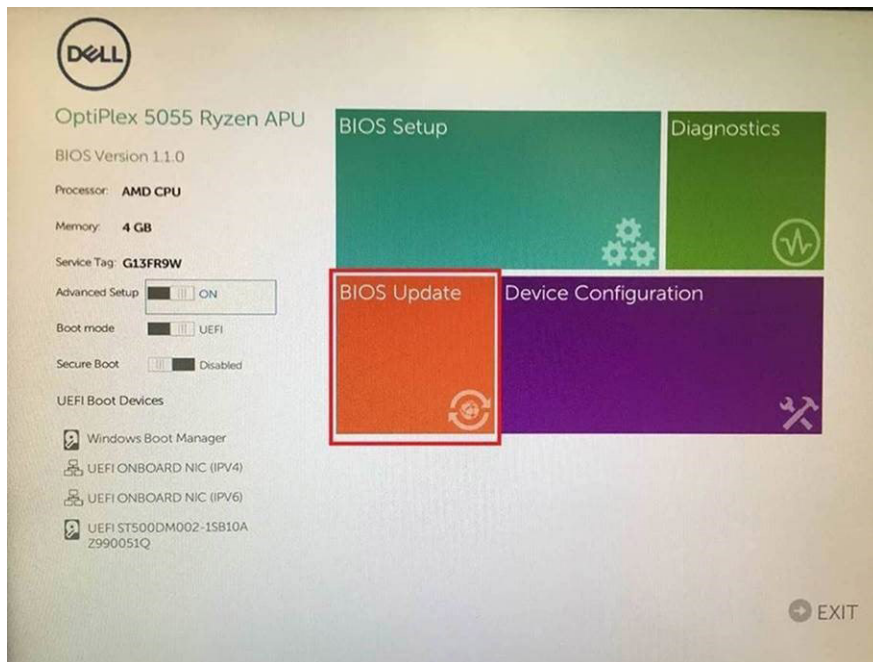 DELL
OptiPlex 5055 Ryzen APU
BIOS Version 1.1.0
Processor: AMD CPU
Memory: 4 GB
Service Tag: G13FR9W
Advanced Setup ON
Boot mode UEFI
Secure Boot Disabled
UEFI Boot Devices
Windows Boot Manager
UEFI ONBOARD NIC (IPV4)
UEFI ONBOARD NIC (IPV6)
UEFI ST500DM002-1SB10A
Z990051Q
BIOS Setup
Diagnostics
BIOS Update
Device Configuration
EXIT